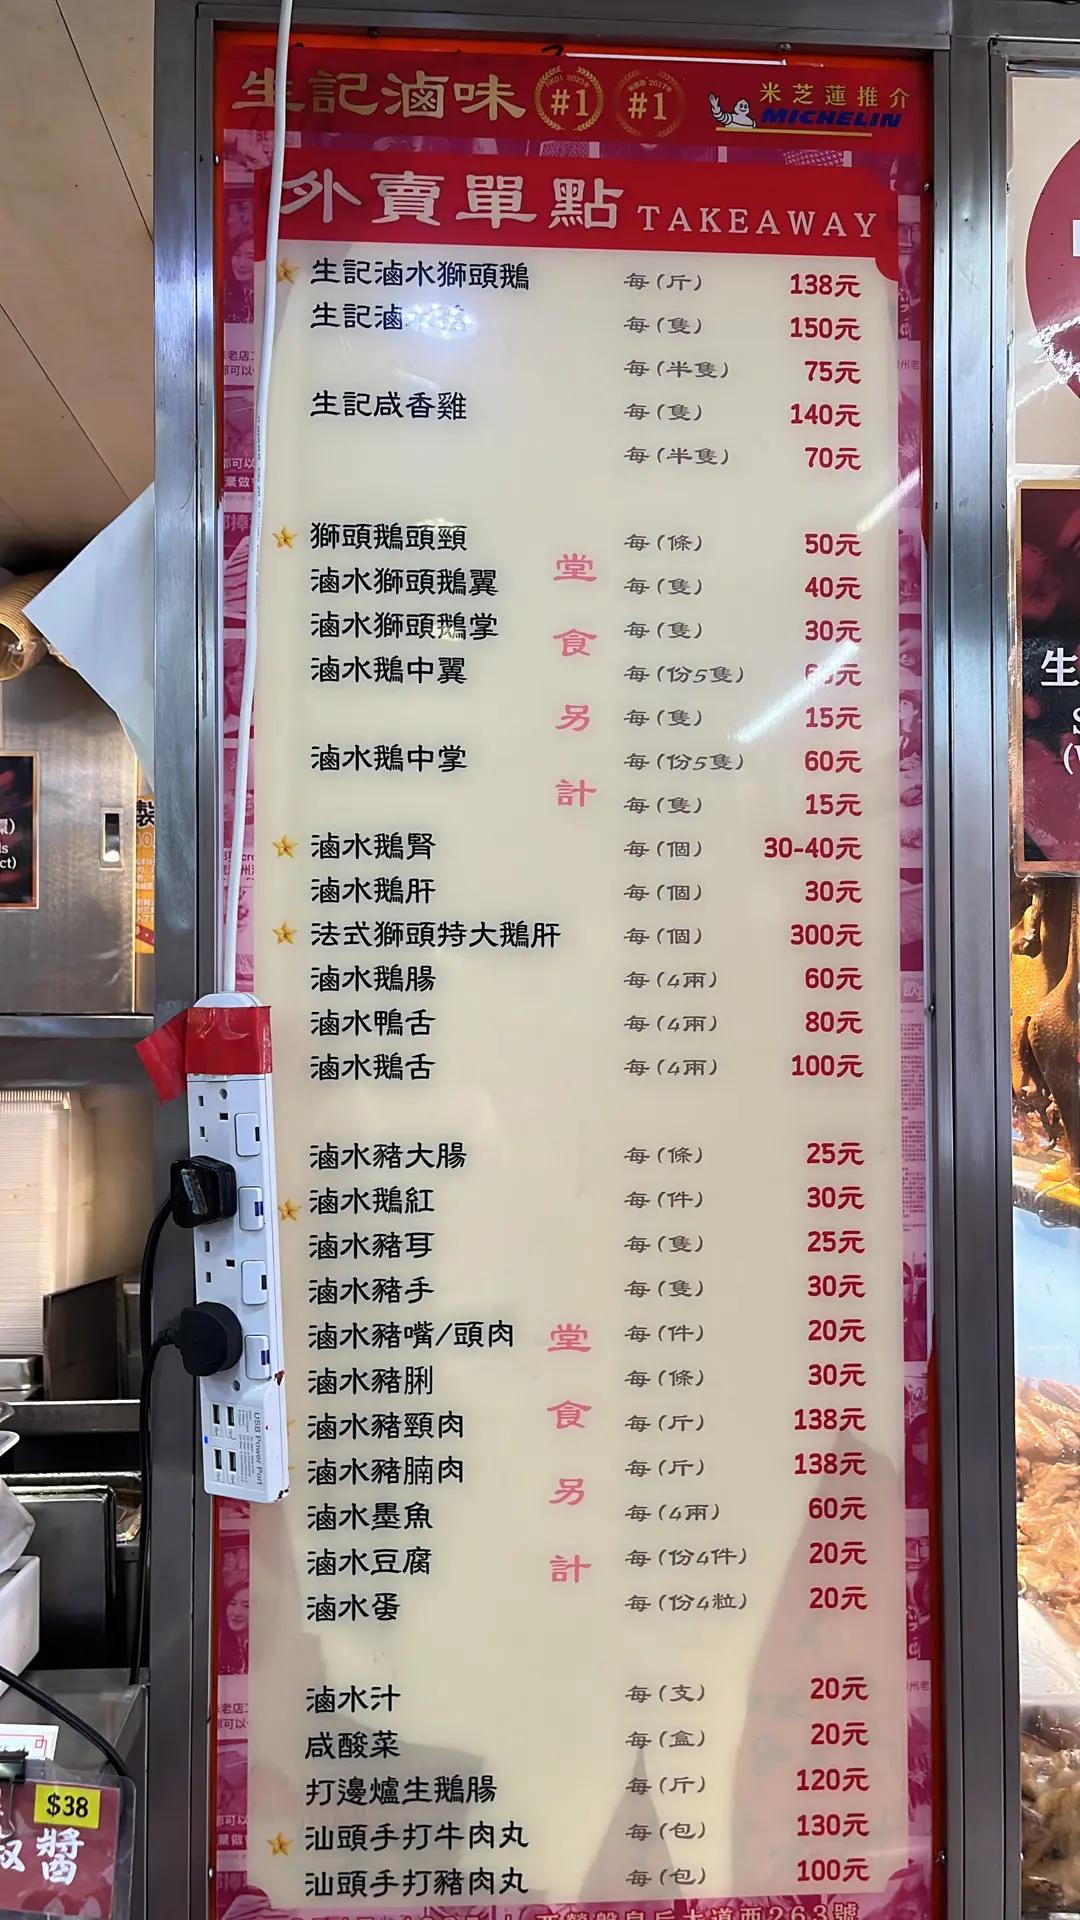 生記滷味 #1 #1 米芝蓮推介
MICHELIN
外賣單點 TAKEAWAY
生記滷水獅頭鵝 每(斤) 138元
生記滷 每(隻) 150元
每(半隻) 75元
生記咸香雞 每(隻) 140元
每(半隻) 70元
獅頭鵝頭頸 每(條) 50元
滷水獅頭鵝翼 每(隻) 40元
滷水獅頭鵝掌 每(隻) 30元
滷水鵝中翼 每(份5隻)
每(隻) 15元
滷水鵝中掌 每(份5隻) 60元
每(隻) 15元
堂食另計
滷水鵝腎 每(個) 30-40元
滷水鵝肝 每(個) 30元
法式獅頭特大鵝肝 每(個) 300元
滷水鵝腸 每(4兩) 60元
滷水鴨舌 每(4兩) 80元
滷水鵝舌 每(4兩) 100元
滷水豬大腸 每(條) 25元
滷水鵝紅 每(件) 30元
滷水豬耳 每(隻) 25元
滷水豬手 每(隻) 30元
滷水豬嘴/頭肉 每(件) 20元
滷水豬脷 每(條) 30元
滷水豬頸肉 每(斤) 138元
滷水豬腩肉 每(斤) 138元
滷水墨魚 每(4兩) 60元
滷水豆腐 每(份4件) 20元
滷水蛋 每(份4粒) 20元
堂食另計
滷水汁 每(支) 20元
咸酸菜 每(盒) 20元
打邊爐生鵝腸 每(斤) 120元
汕頭手打牛肉丸 每(包) 130元
汕頭手打豬肉丸 每(包) 100元
USB Power Port
$38
醬
生